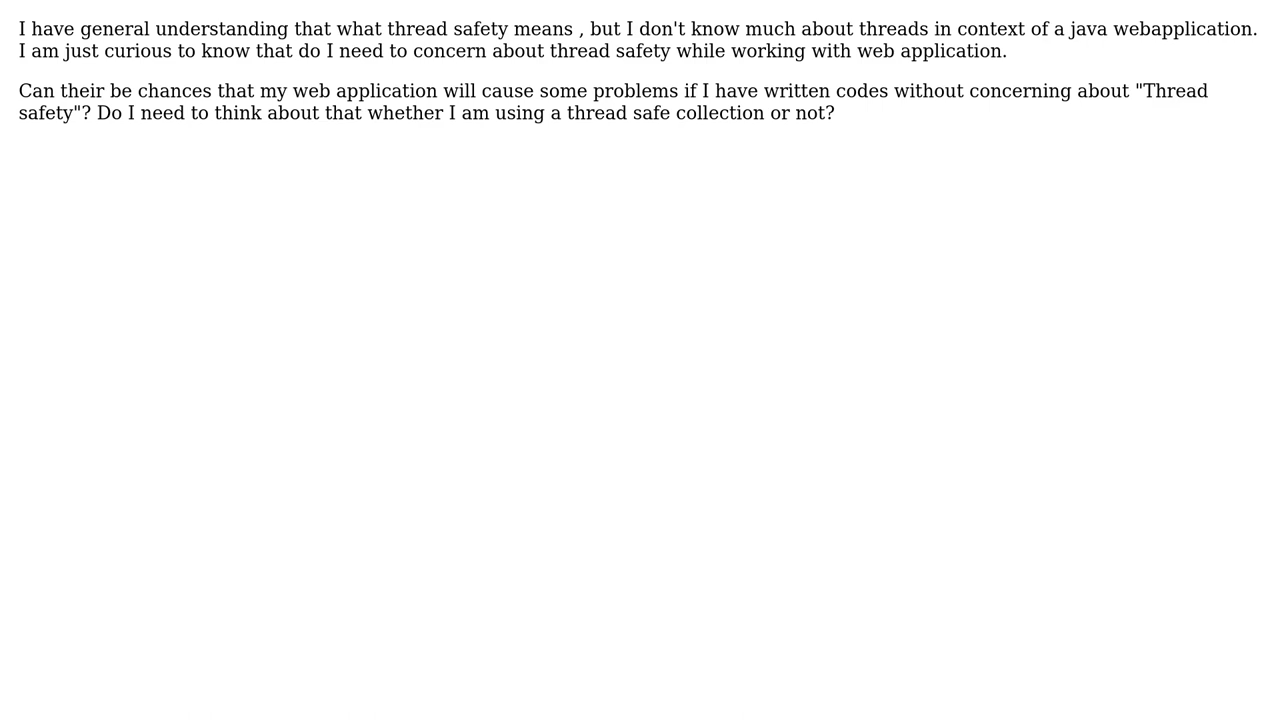 I have general understanding that what thread safety means , but I don't know much about threads in context of a java webapplication.
I am just curious to know that do I need to concern about thread safety while working with web application.
Can their be chances that my web application will cause some problems if I have written codes without concerning about "Thread
safety"? Do I need to think about that whether I am using a thread safe collection or not?